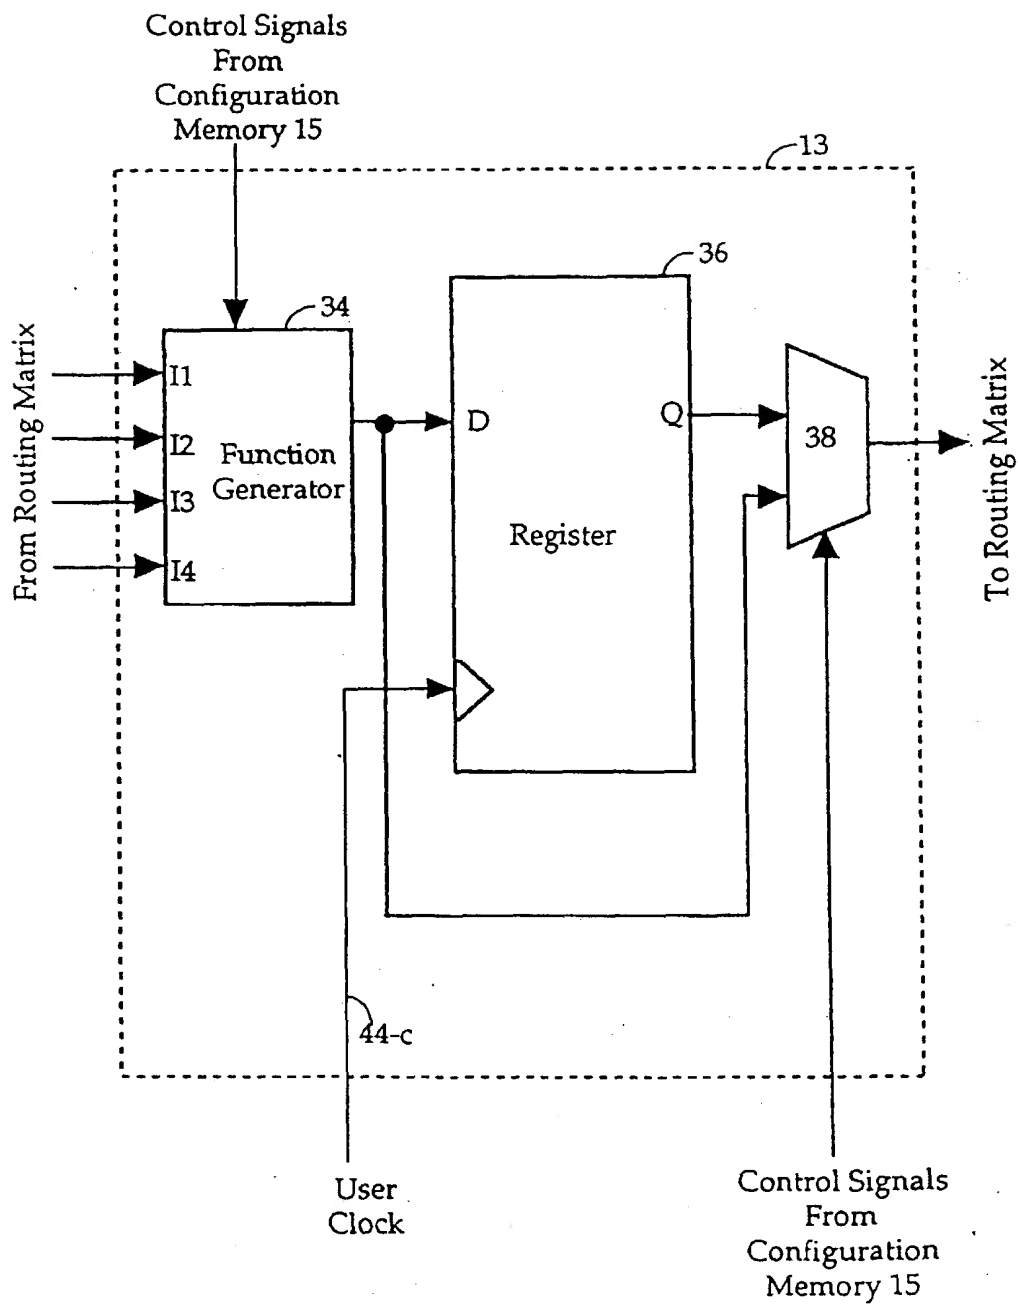 Control Signals
From
Configuration
Memory 15
13
36
34
From Routing Matrix
I1
I2
I3
I4
Function
Generator
D
Q
Register
38
To Routing Matrix
44-c
User
Clock
Control Signals
From
Configuration
Memory 15